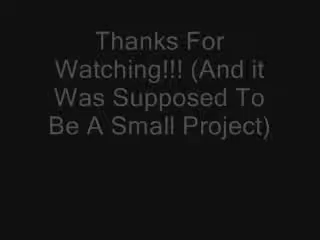 Thanks For
Watching!!! (And it
Was Supposed To
Be A Small Project)